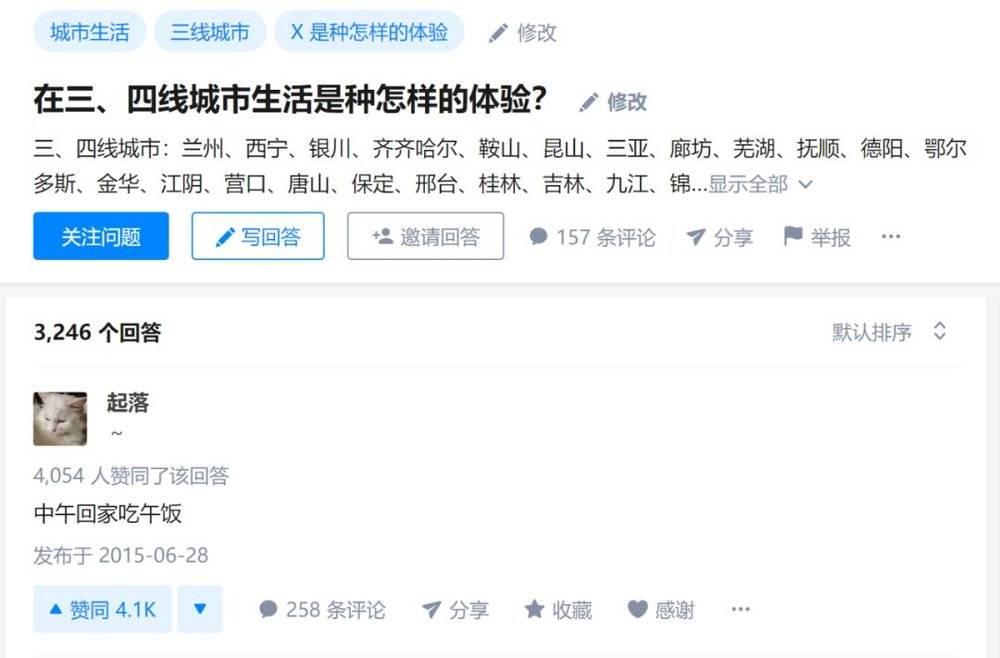 城市生活 三线城市 X 是种怎样的体验 修改
在三、四线城市生活是种怎样的体验? 修改
三、四线城市：兰州、西宁、银川、齐齐哈尔、鞍山、昆山、三亚、廊坊、芜湖、抚顺、德阳、鄂尔
多斯、金华、江阴、营口、唐山、保定、邢台、桂林、吉林、九江、锦...显示全部
关注问题 写回答 邀请回答 157 条评论 分享 举报 ...
3,246 个回答 默认排序
起落
~
4,054 人赞同了该回答
中午回家吃午饭
发布于 2015-06-28
赞同 4.1K 258 条评论 分享 收藏 感谢 ...